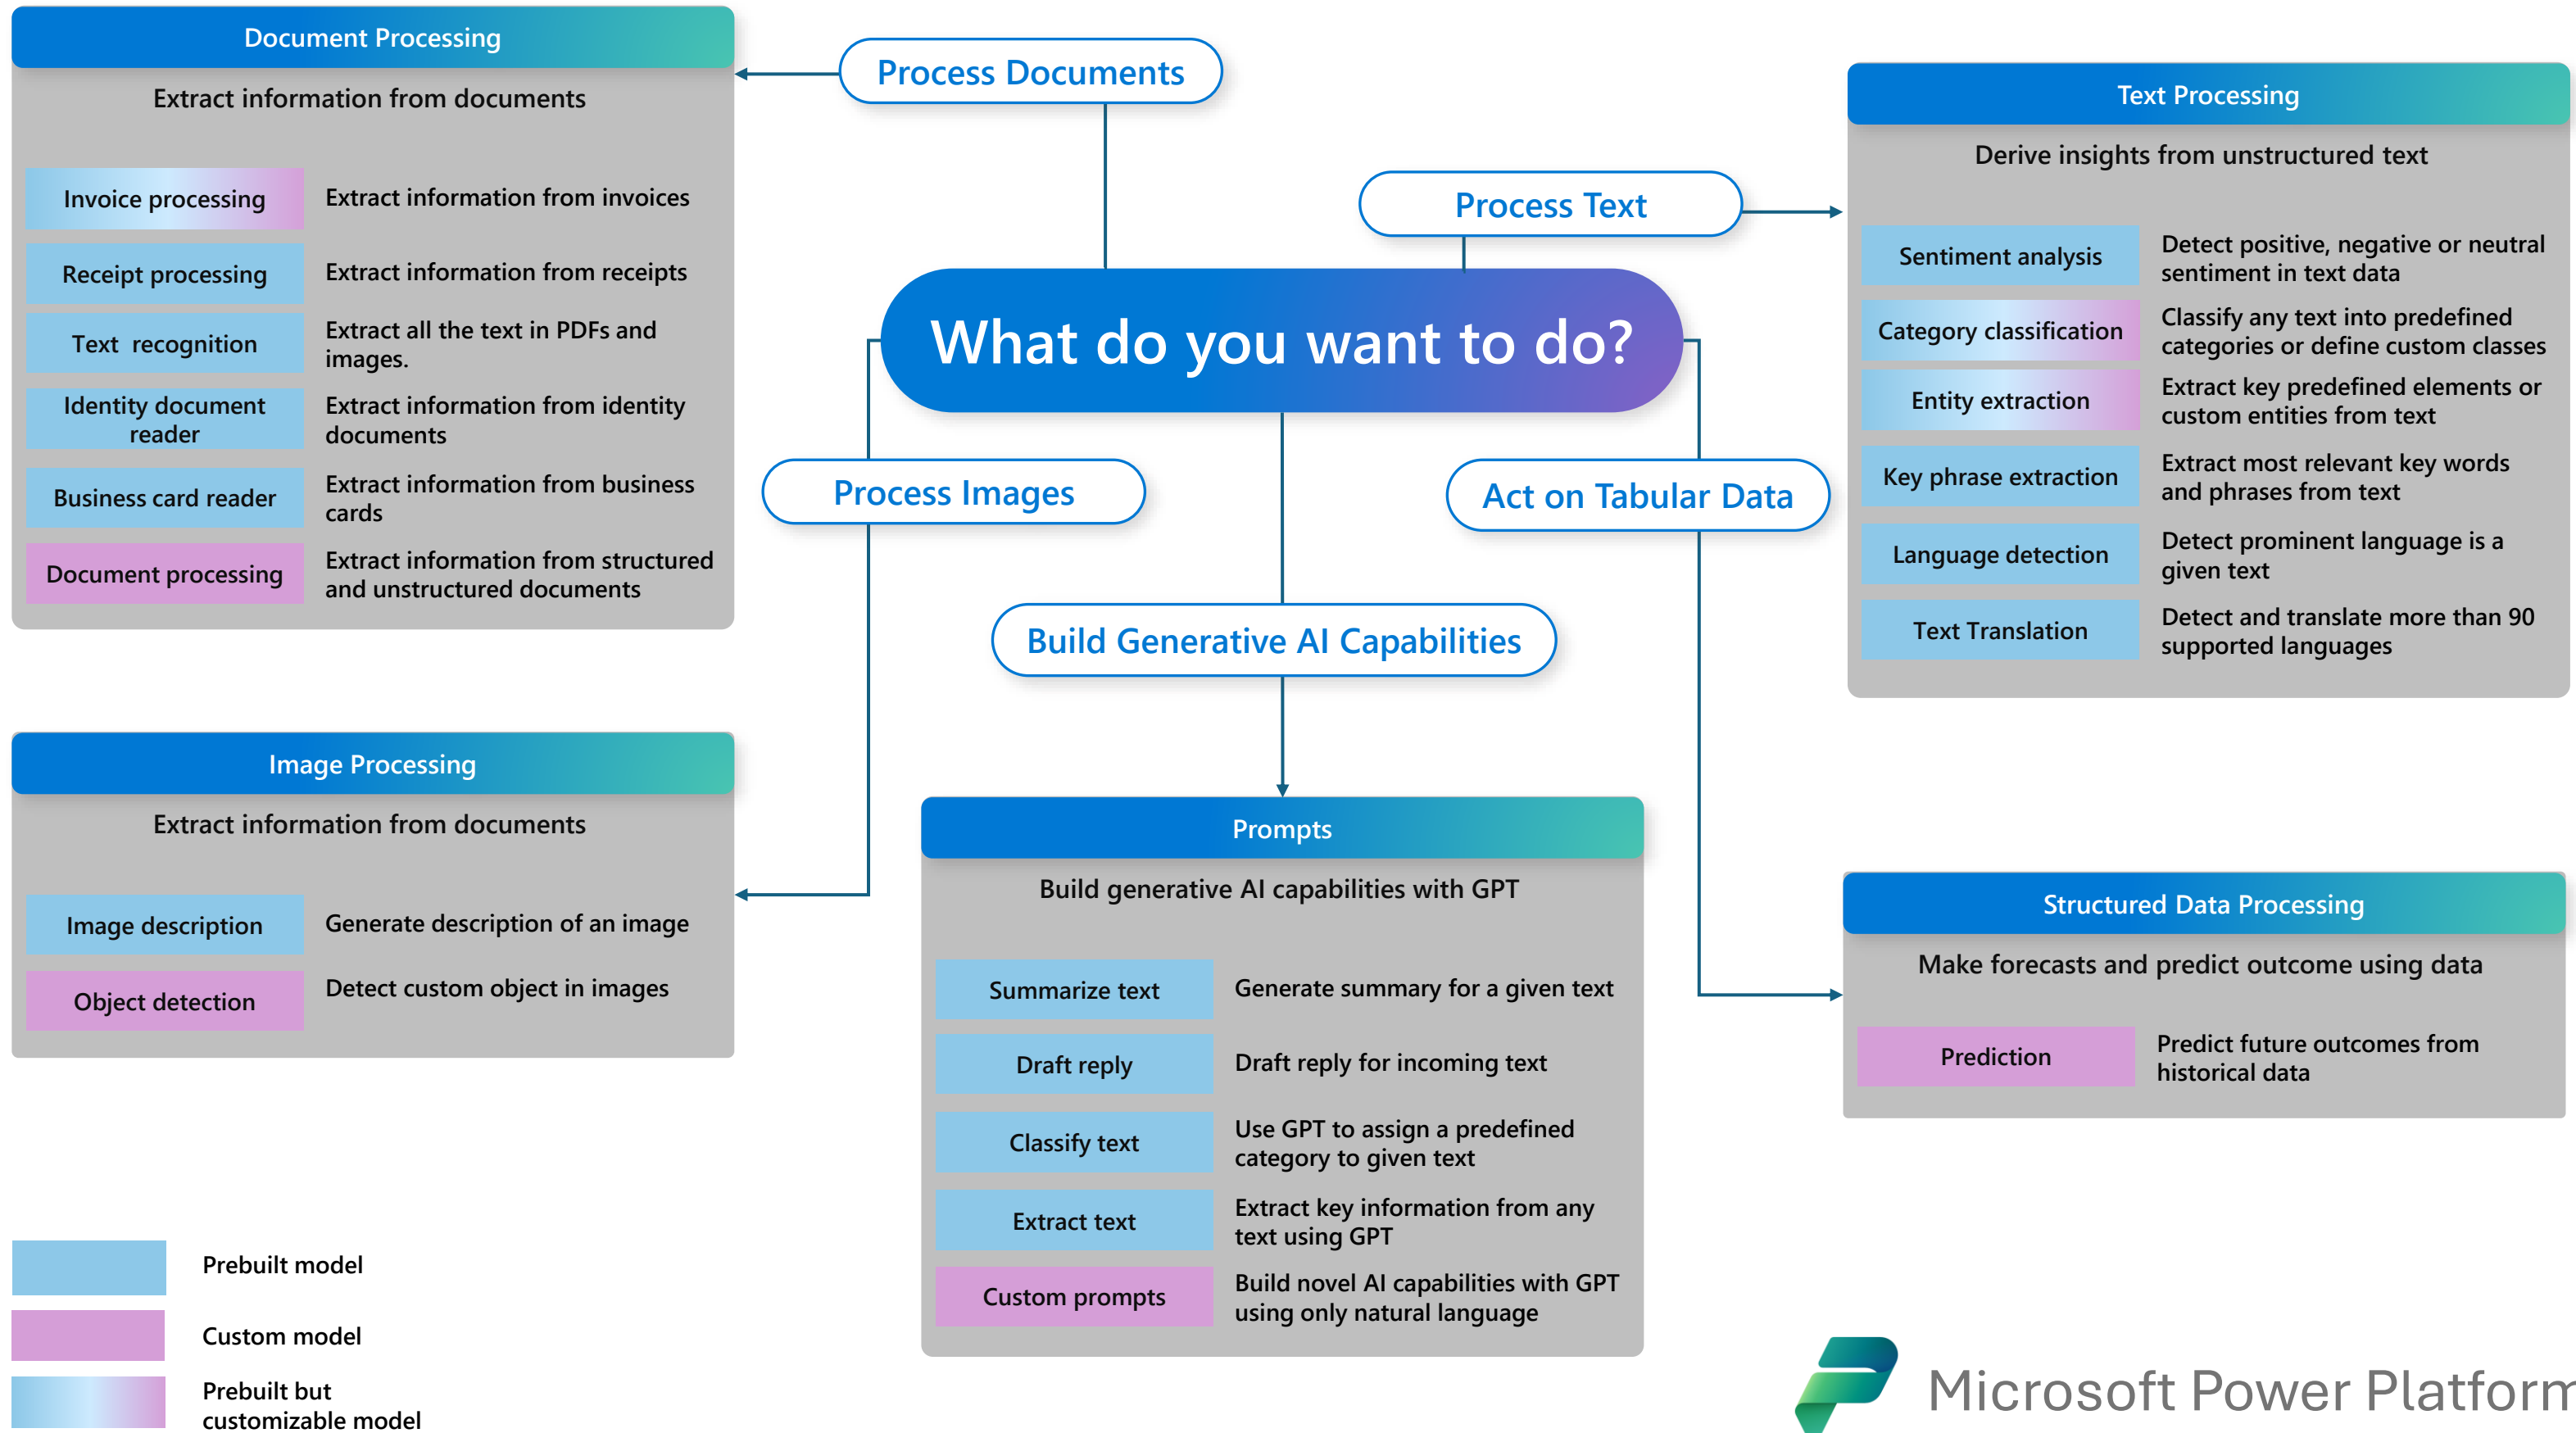 Document Processing
Extract information from documents
Invoice processing
Extract information from invoices
Receipt processing
Extract information from receipts
Text  recognition
Extract all the text in PDFs and
images.
Identity document
reader
Extract information from identity
documents
Business card reader
Extract information from business
cards
Document processing
Extract information from structured
and unstructured documents
Process Documents
Process Text
What do you want to do?
Process Images
Act on Tabular Data
Build Generative AI Capabilities
Text Processing
Derive insights from unstructured text
Sentiment analysis
Detect positive, negative or neutral
sentiment in text data
Category classification
Classify any text into predefined
categories or define custom classes
Entity extraction
Extract key predefined elements or
custom entities from text
Key phrase extraction
Extract most relevant key words
and phrases from text
Language detection
Detect prominent language is a
given text
Text Translation
Detect and translate more than 90
supported languages
Image Processing
Extract information from documents
Image description
Generate description of an image
Object detection
Detect custom object in images
Prompts
Build generative AI capabilities with GPT
Summarize text
Generate summary for a given text
Draft reply
Draft reply for incoming text
Classify text
Use GPT to assign a predefined
category to given text
Extract text
Extract key information from any
text using GPT
Custom prompts
Build novel AI capabilities with GPT
using only natural language
Structured Data Processing
Make forecasts and predict outcome using data
Prediction
Predict future outcomes from
historical data
Prebuilt model
Custom model
Prebuilt but
customizable model
Microsoft Power Platform